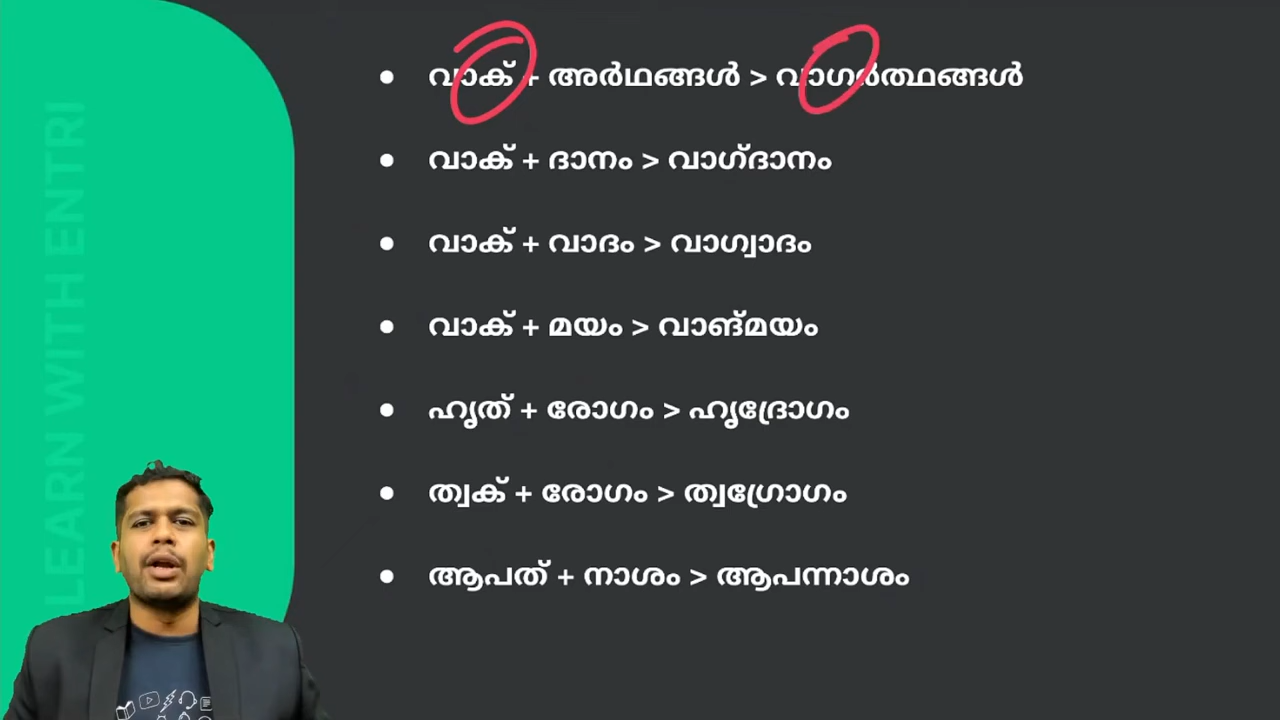 LEARN WITH ENTRI
• വാക് + അർഥങ്ങൾ > വാഗർത്ഥങ്ങൾ
• വാക് + ദാനം > വാഗ്ദാനം
• വാക് + വാദം > വാഗ്വാദം
• വാക് + മയം > വാങ്മയം
• ഹൃത് + രോഗം > ഹൃദ്രോഗം
• ത്വക് + രോഗം > ത്വഗ്രോഗം
• ആപത് + നാശം > ആപന്നാശം